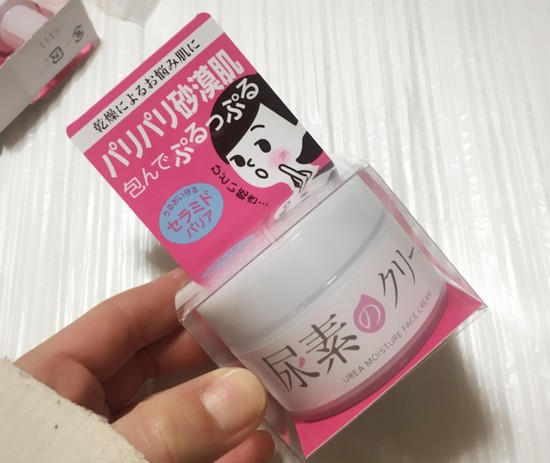 乾燥によるお悩み肌に
パリパリ砂漠肌
包んでぷるっぷる
うるおい守る
セラミド
バリア
ひどい乾き…
尿素のクリー
UREA MOISTURE FACE CREAM